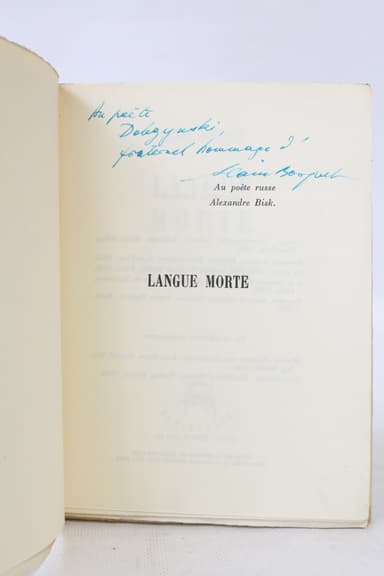 Au poète
Dobzynski,
fraternel hommage d'
Alain Bosquet
Au poète russe
Alexandre Bisk.
LANGUE MORTE